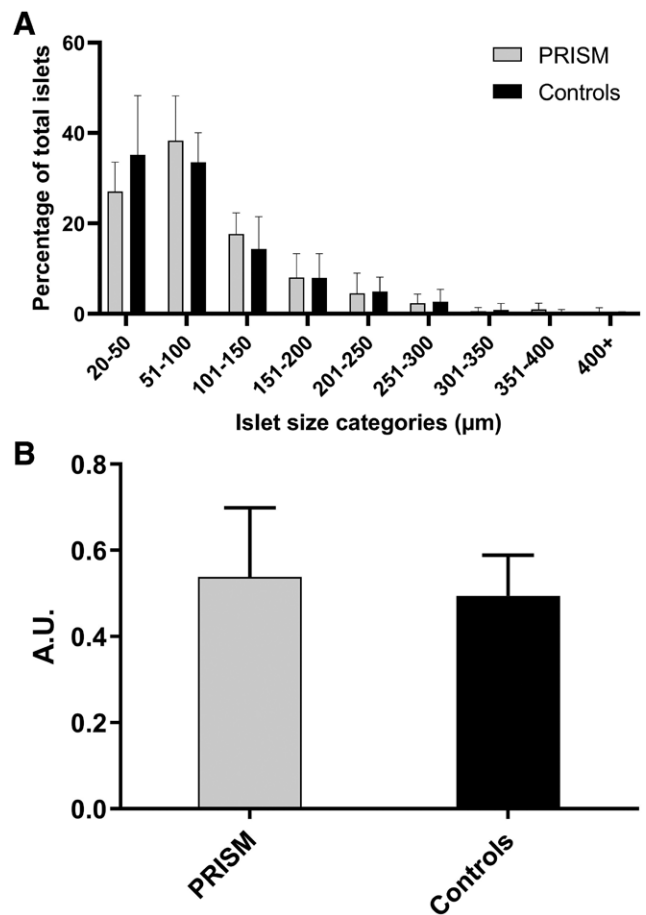 A
Percentage of total islets
60
40
20
0
PRISM
Controls
20-50
51-100
101-150
151-200
201-250
251-300
301-350
351-400
400+
Islet size categories (µm)
B
A.U.
0.8
0.6
0.4
0.2
0.0
PRISM
Controls